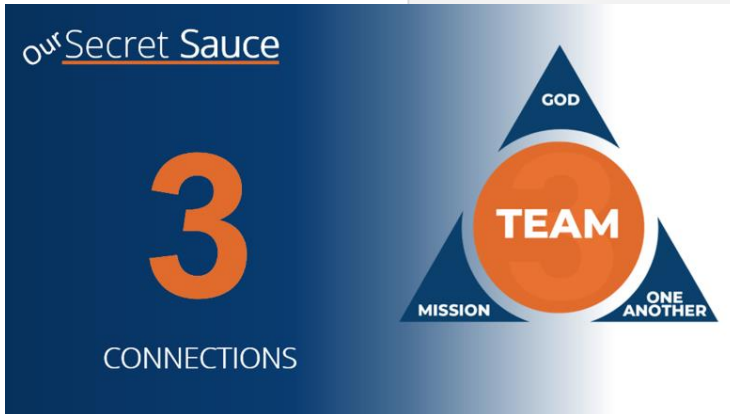 Our Secret Sauce
3
CONNECTIONS
GOD
3
TEAM
MISSION
ONE
ANOTHER